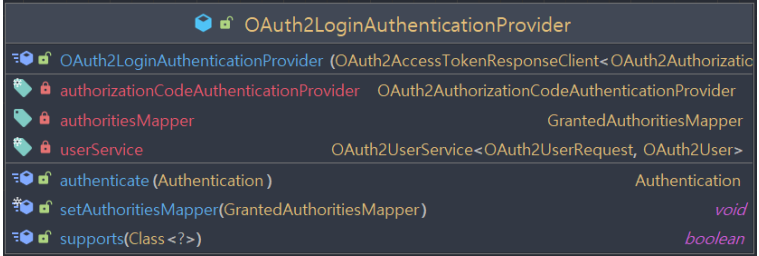 OAuth2LoginAuthenticationProvider
OAuth2LoginAuthenticationProvider (OAuth2AccessTokenResponseClient<OAuth2Authorizatio
authorizationCodeAuthenticationProvider OAuth2AuthorizationCodeAuthenticationProvider
authoritiesMapper GrantedAuthoritiesMapper
userService OAuth2UserService<OAuth2UserRequest, OAuth2User>
authenticate (Authentication) Authentication
setAuthoritiesMapper(GrantedAuthoritiesMapper) void
supports(Class<?>) boolean